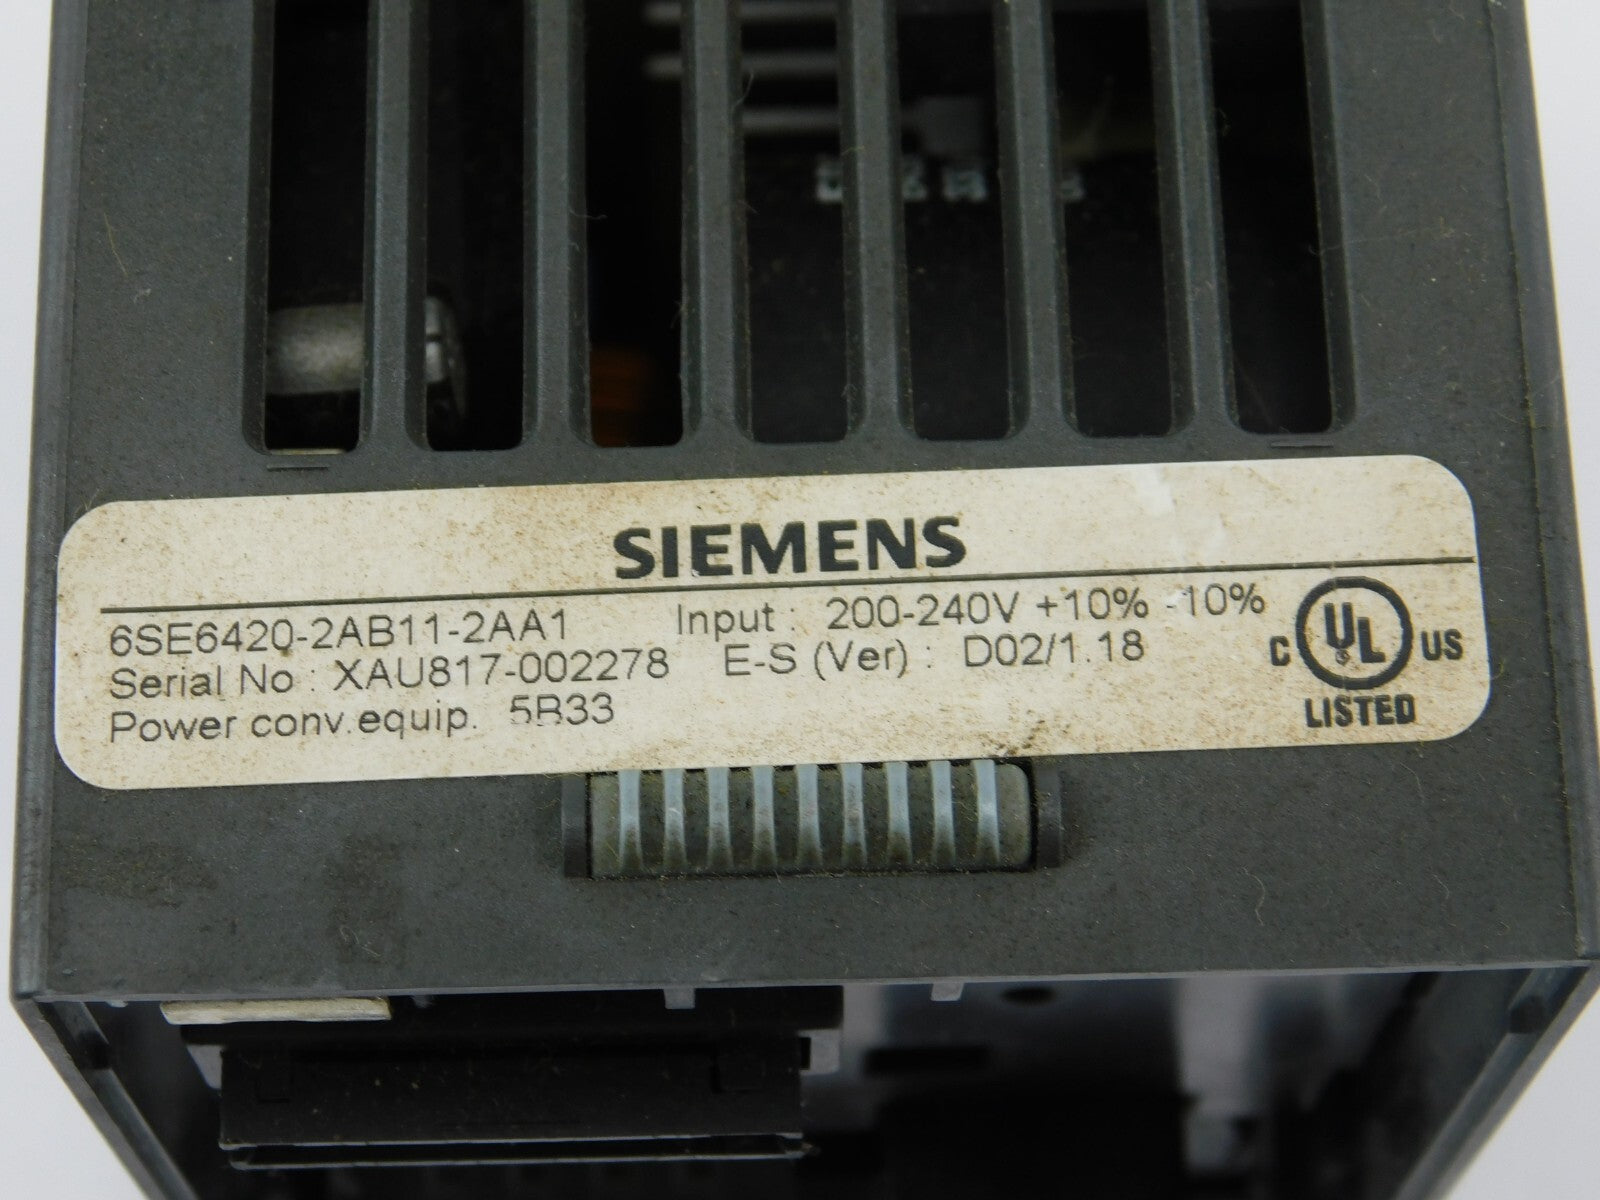 SIEMENS
6SE6420-2AB11-2AA1 Input : 200-240V +10% -10%
Serial No : XAU817-002278 E-S (Ver) : D02/1.18
Power conv.equip. 5B33
C UL US
LISTED